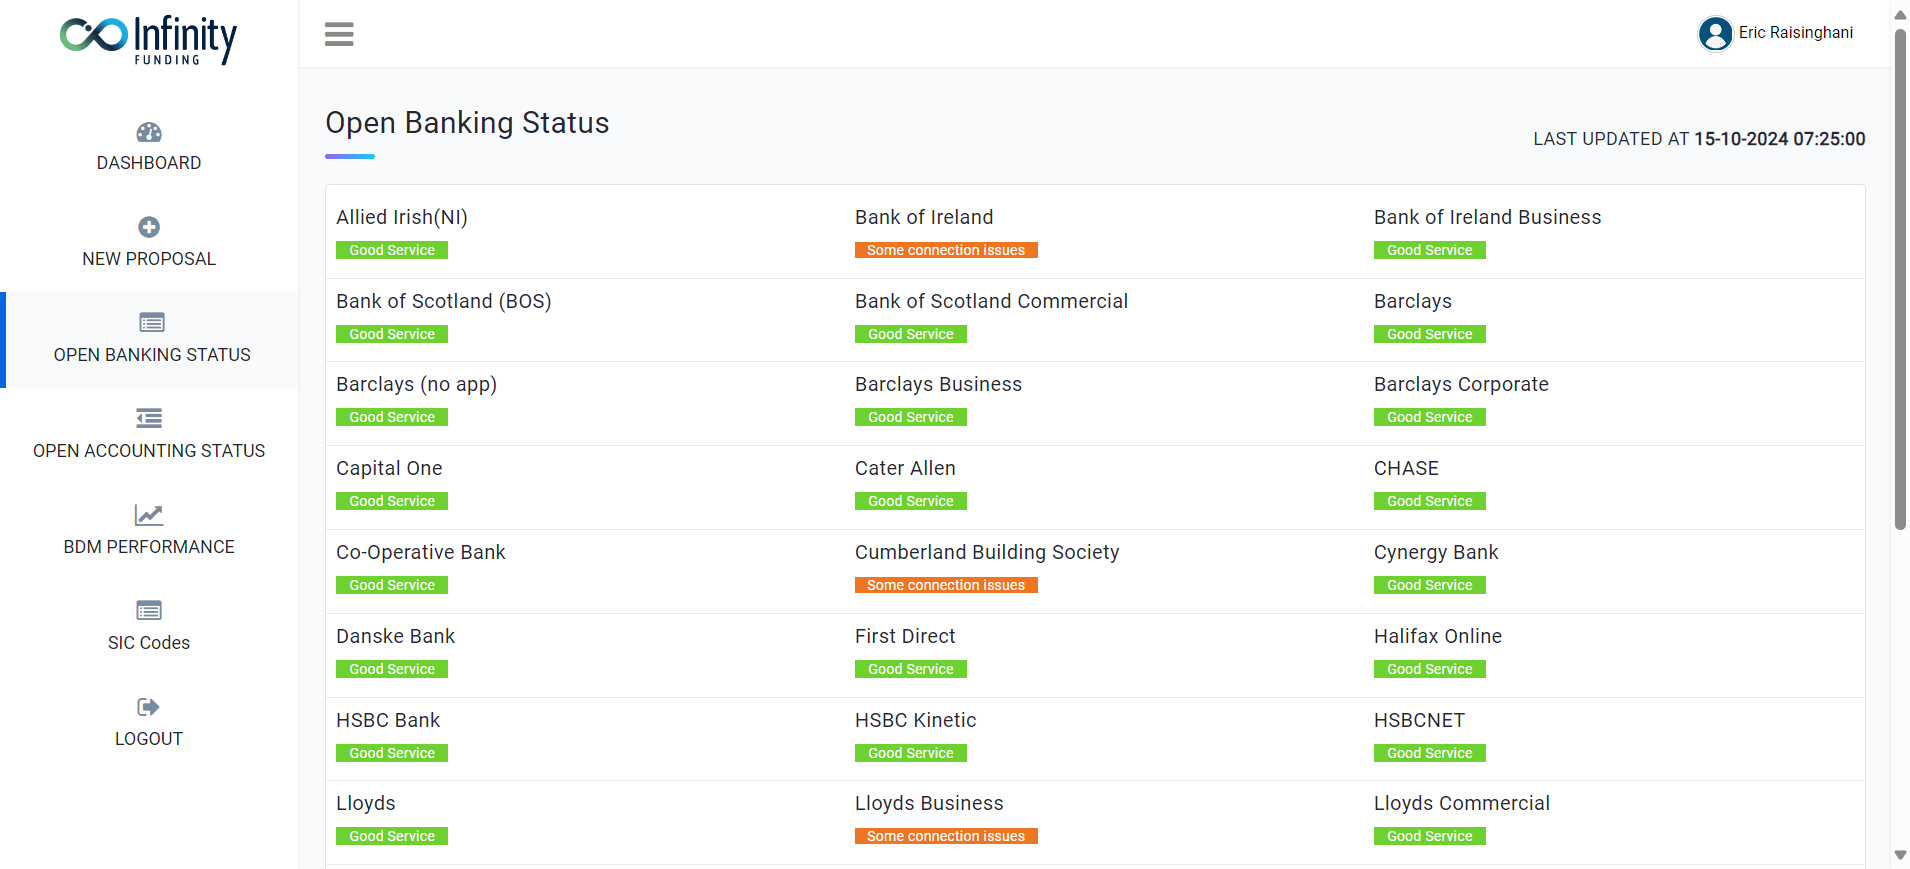 Infinity
FUNDING
Eric Raisinghani
DASHBOARD
NEW PROPOSAL
OPEN BANKING STATUS
OPEN ACCOUNTING STATUS
BDM PERFORMANCE
SIC Codes
LOGOUT
Open Banking Status
LAST UPDATED AT 15-10-2024 07:25:00
Allied Irish(NI) Bank of Ireland Bank of Ireland Business
Good Service Some connection issues Good Service
Bank of Scotland (BOS) Bank of Scotland Commercial Barclays
Good Service Good Service Good Service
Barclays (no app) Barclays Business Barclays Corporate
Good Service Good Service Good Service
Capital One Cater Allen CHASE
Good Service Good Service Good Service
Co-Operative Bank Cumberland Building Society Cynergy Bank
Good Service Some connection issues Good Service
Danske Bank First Direct Halifax Online
Good Service Good Service Good Service
HSBC Bank HSBC Kinetic HSBCNET
Good Service Good Service Good Service
Lloyds Lloyds Business Lloyds Commercial
Good Service Some connection issues Good Service